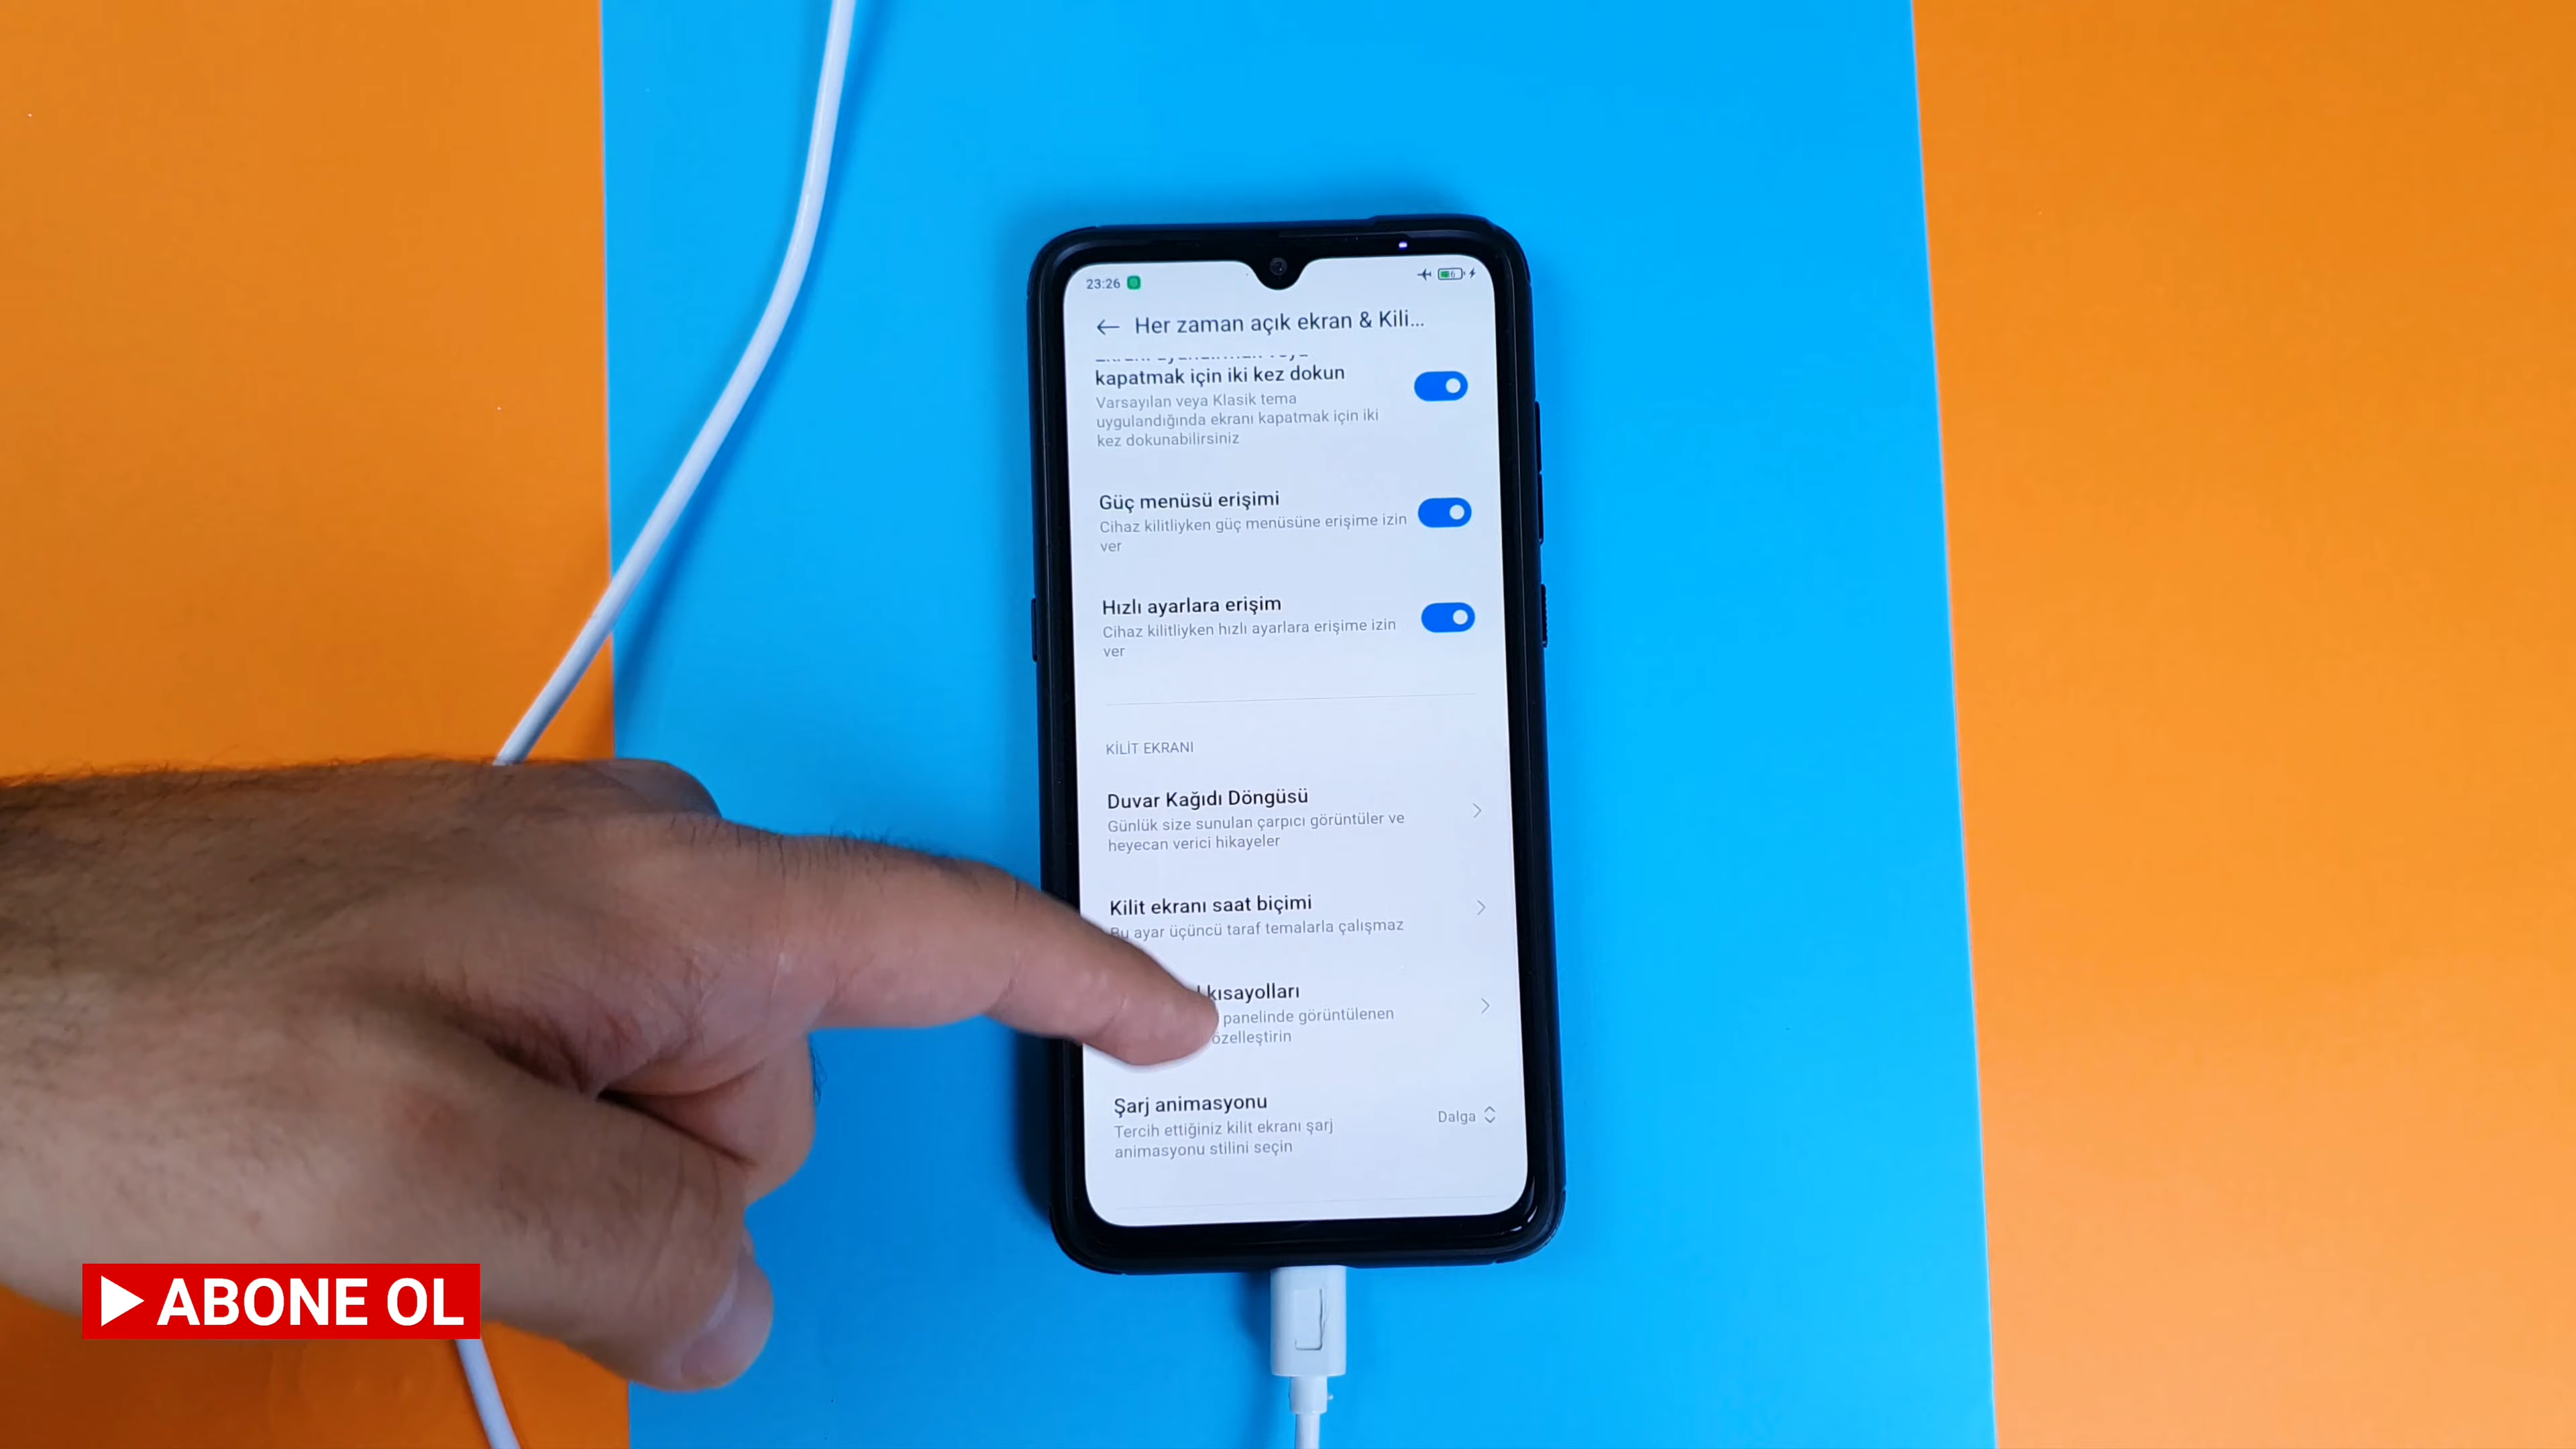 23:26
Her zaman açık ekran & Kili...
kapatmak için iki kez dokun
Varsayılan veya Klasik tema
uygulandığında ekranı kapatmak için iki
kez dokunabilirsiniz
Güç menüsü erişimi
Cihaz kilitliyken güç menüsüne erişime izin
ver
Hızlı ayarlara erişim
Cihaz kilitliyken hızlı ayarlara erişime izin
ver
KİLİT EKRANI
Duvar Kağıdı Döngüsü
Günlük size sunulan çarpıcı görüntüler ve
heyecan verici hikayeler
Kilit ekranı saat biçimi
Bu ayar üçüncü taraf temalarla çalışmaz
kısayolları
panelinde görüntülenen
özelleştirin
Şarj animasyonu
Dalga
Tercih ettiğiniz kilit ekranı şarj
animasyonu stilini seçin
ABONE OL